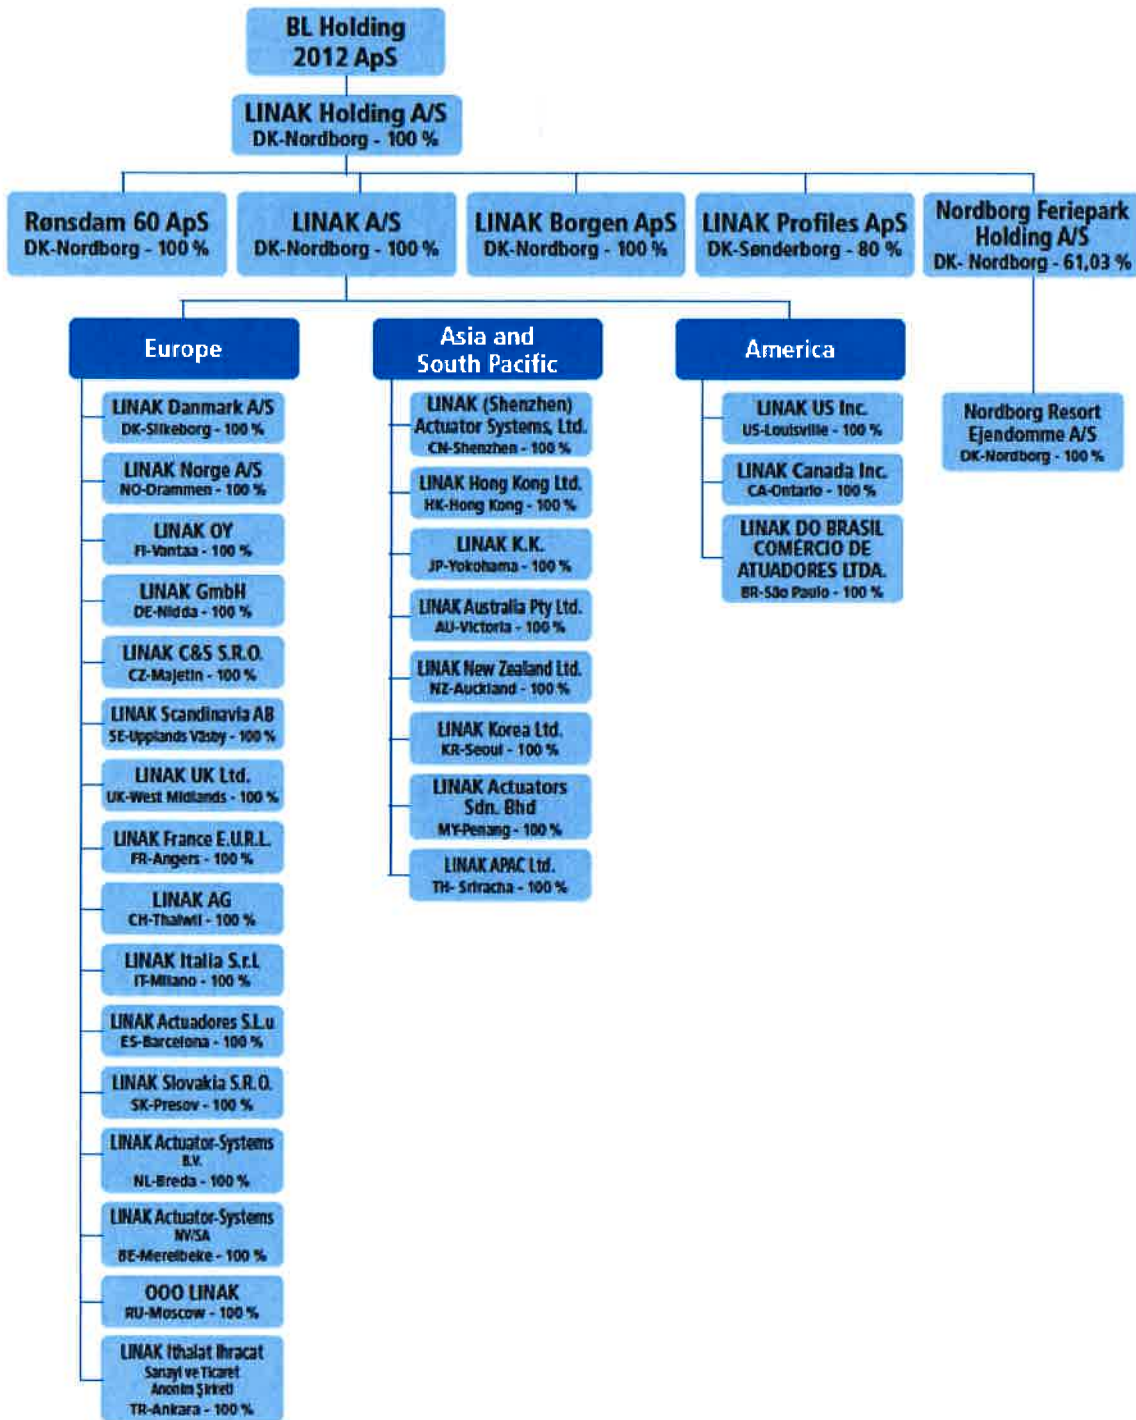 BL Holding
2012 ApS
LINAK Holding A/S
DK-Nordborg - 100 %
Rønsdam 60 ApS
DK-Nordborg - 100 %
LINAK A/S
DK-Nordborg - 100 %
LINAK Borgen ApS
DK-Nordborg - 100 %
LINAK Profiles ApS
DK-Sønderborg - 80 %
Nordborg Feriepark
Holding A/S
DK- Nordborg - 61,03 %
Europe
LINAK Danmark A/S
DK-Silkeborg - 100 %
LINAK Norge A/S
NO-Drammen - 100 %
LINAK OY
FI-Vantaa - 100 %
LINAK GmbH
DE-Nidda - 100 %
LINAK C&S S.R.O.
CZ-Majetin - 100 %
LINAK Scandinavia AB
SE-Upplands Väsby - 100 %
LINAK UK Ltd.
UK-West Midlands - 100 %
LINAK France E.U.R.L.
FR-Angers - 100 %
LINAK AG
CH-Thalwil - 100 %
LINAK Italia S.r.L
IT-Milano - 100 %
LINAK Actuadores S.L.u
ES-Barcelona - 100 %
LINAK Slovakia S.R.O.
SK-Presov - 100 %
LINAK Actuator-Systems
B.V.
NL-Breda - 100 %
LINAK Actuator-Systems
NV/SA
BE-Merelbeke - 100 %
OOO LINAK
RU-Moscow - 100 %
LINAK İthalat İhracat
Sanayi ve Ticaret
Anonim Şirketi
TR-Ankara - 100 %
Asia and
South Pacific
LINAK (Shenzhen)
Actuator Systems, Ltd.
CN-Shenzhen - 100 %
LINAK Hong Kong Ltd.
HK-Hong Kong - 100 %
LINAK K.K.
JP-Yokohama - 100 %
LINAK Australia Pty Ltd.
AU-Victoria - 100 %
LINAK New Zealand Ltd.
NZ-Auckland - 100 %
LINAK Korea Ltd.
KR-Seoul - 100 %
LINAK Actuators
Sdn. Bhd
MY-Penang - 100 %
LINAK APAC Ltd.
TH- Sriracha - 100 %
America
LINAK US Inc.
US-Louisville - 100 %
LINAK Canada Inc.
CA-Ontario - 100 %
LINAK DO BRASIL
COMÉRCIO DE
ATUADORES LTDA.
BR-São Paulo - 100 %
Nordborg Resort
Ejendomme A/S
DK-Nordborg - 100 %